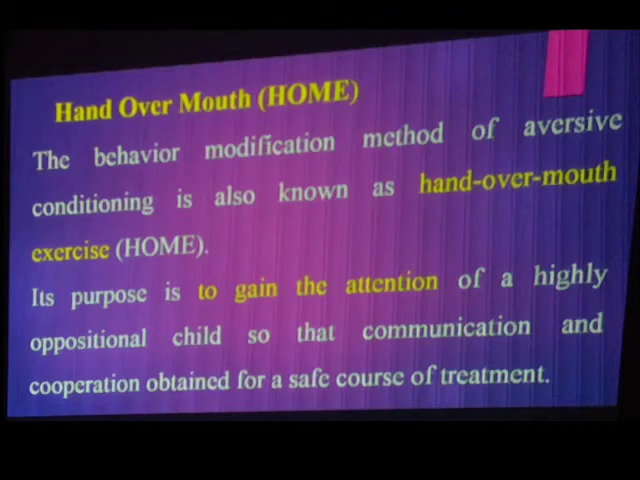 Hand Over Mouth (HOME)
The behavior modification method of aversive
conditioning is also known as hand-over-mouth
exercise (HOME).
Its purpose is to gain the attention of a highly
oppositional child so that communication and
cooperation obtained for a safe course of treatment.